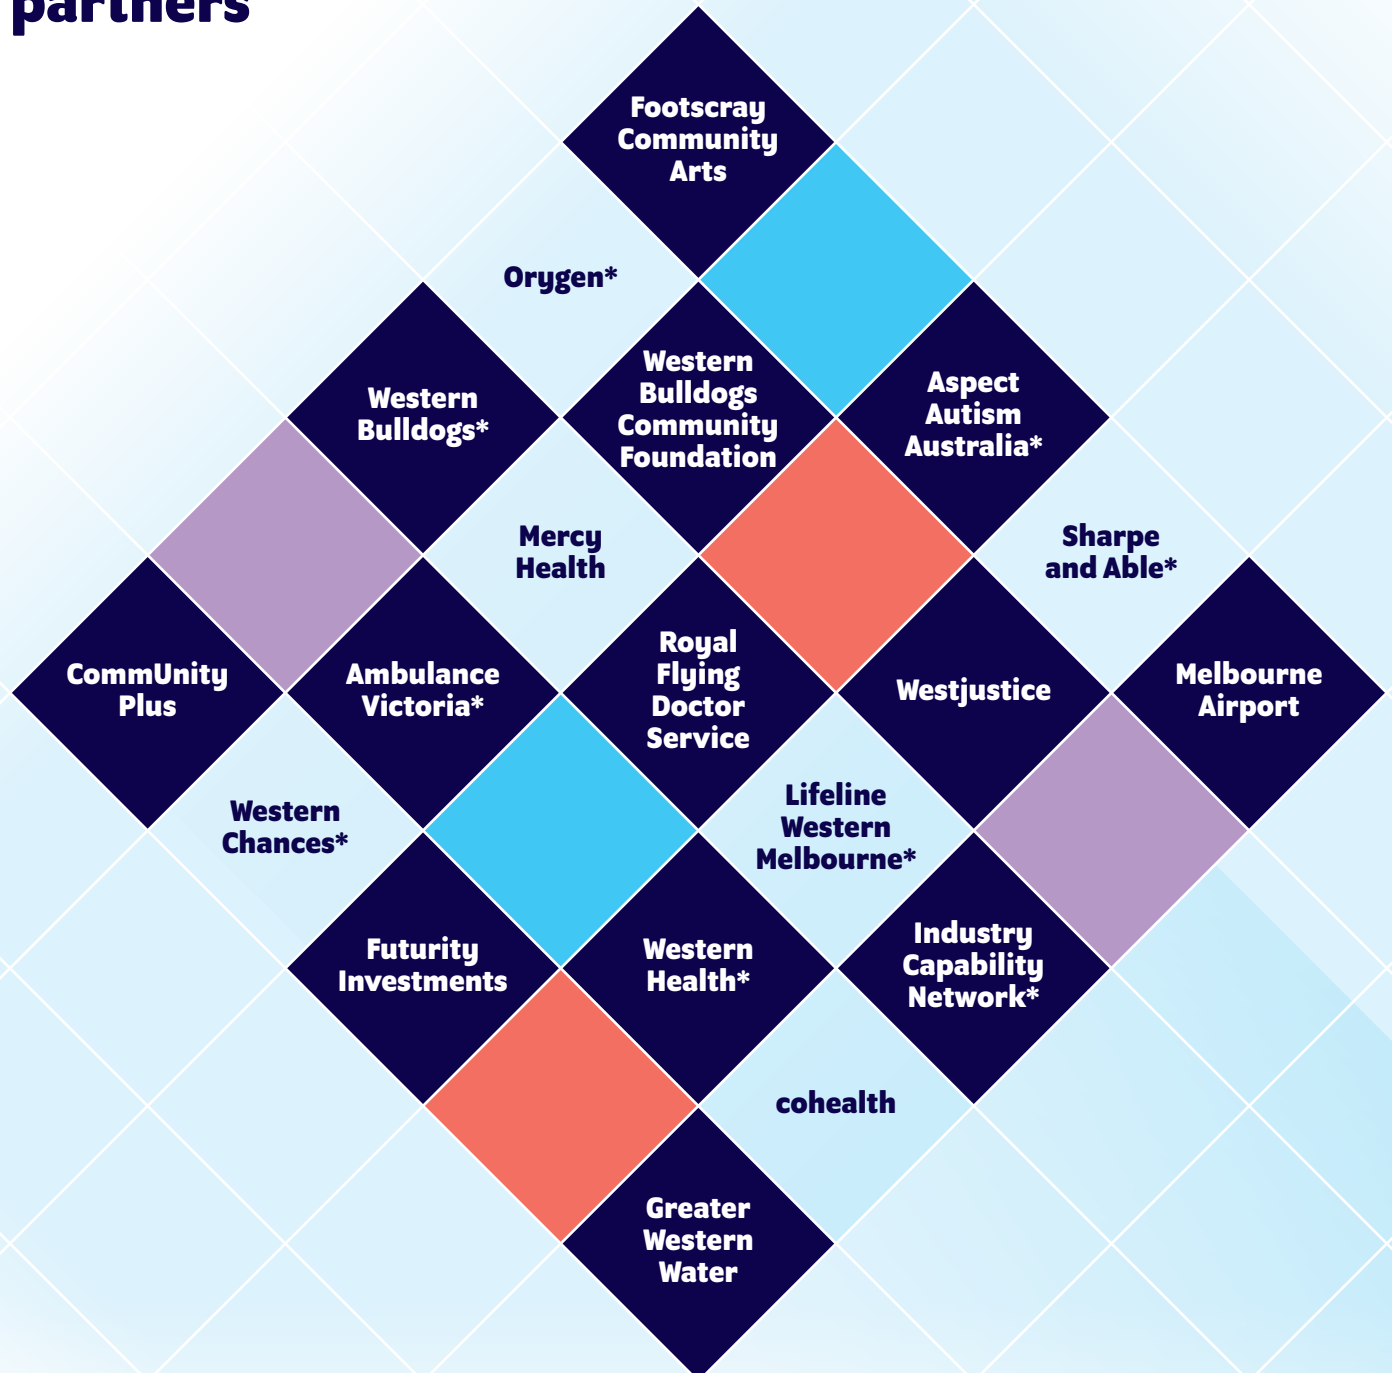 partners
Footscray
Community
Arts
Orygen*
Western
Bulldogs*
Western
Bulldogs
Community
Foundation
Aspect
Autism
Australia*
Mercy
Health
Sharpe
and Able*
CommUnity
Plus
Ambulance
Victoria*
Royal
Flying
Doctor
Service
Westjustice
Melbourne
Airport
Western
Chances*
Lifeline
Western
Melbourne*
Futurity
Investments
Western
Health*
Industry
Capability
Network*
cohealth
Greater
Western
Water